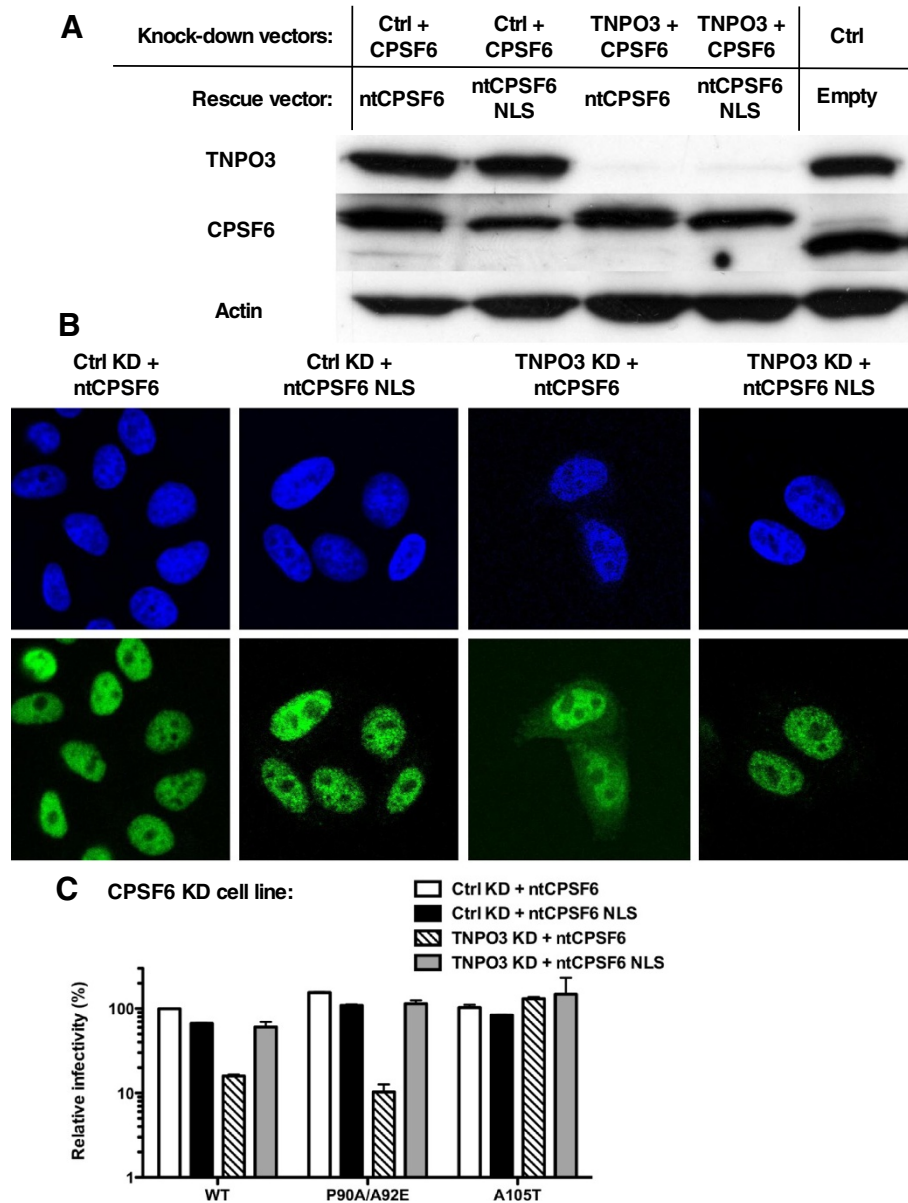 A
Knock-down vectors: Ctrl + CPSF6 Ctrl + CPSF6 TNPO3 + CPSF6 TNPO3 + CPSF6 Ctrl
Rescue vector: ntCPSF6 ntCPSF6 NLS ntCPSF6 ntCPSF6 NLS Empty
TNPO3
CPSF6
Actin
B
Ctrl KD + ntCPSF6
Ctrl KD + ntCPSF6 NLS
TNPO3 KD + ntCPSF6
TNPO3 KD + ntCPSF6 NLS
C CPSF6 KD cell line:
Ctrl KD + ntCPSF6
Ctrl KD + ntCPSF6 NLS
TNPO3 KD + ntCPSF6
TNPO3 KD + ntCPSF6 NLS
Relative infectivity (%)
100
10
1
WT P90A/A92E A105T